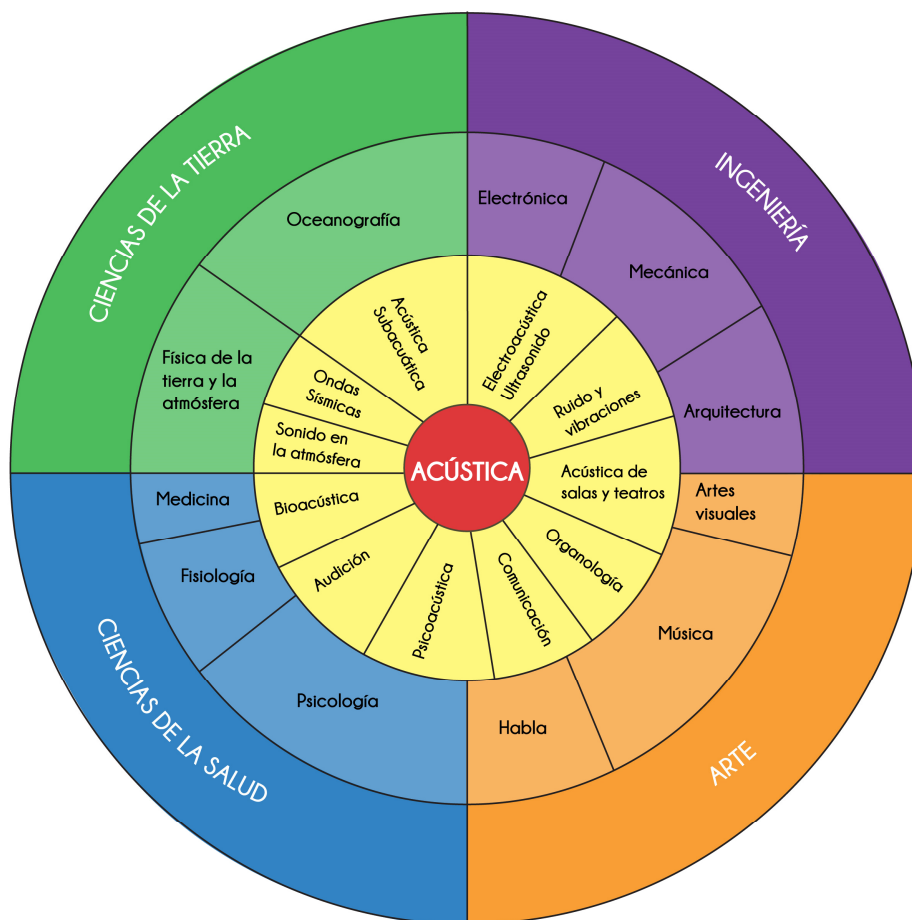 CIENCIAS DE LA TIERRA
INGENIERÍA
CIENCIAS DE LA SALUD
ARTE
Oceanografía
Física de la
tierra y la
atmósfera
Electrónica
Mecánica
Arquitectura
Artes
visuales
Música
Habla
Psicología
Fisiología
Medicina
Acústica
Subacuática
Electroacústica
Ultrasonido
Ruido y
vibraciones
Acústica de
salas y teatros
Organología
Comunicación
Psicoacústica
Audición
Bioacústica
Sonido en
la atmósfera
Ondas
Sísmicas
ACÚSTICA